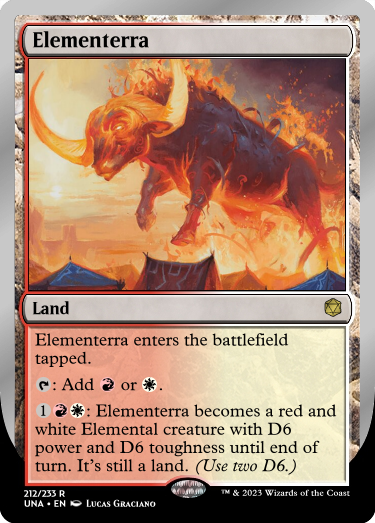 Elementerra
Land
Elementerra enters the battlefield
tapped.
: Add or .
1 : Elementerra becomes a red and
white Elemental creature with D6
power and D6 toughness until end of
turn. It's still a land. (Use two D6.)
212/233 R
UNA • EN Lucas Graciano
™ & 2023 Wizards of the Coast